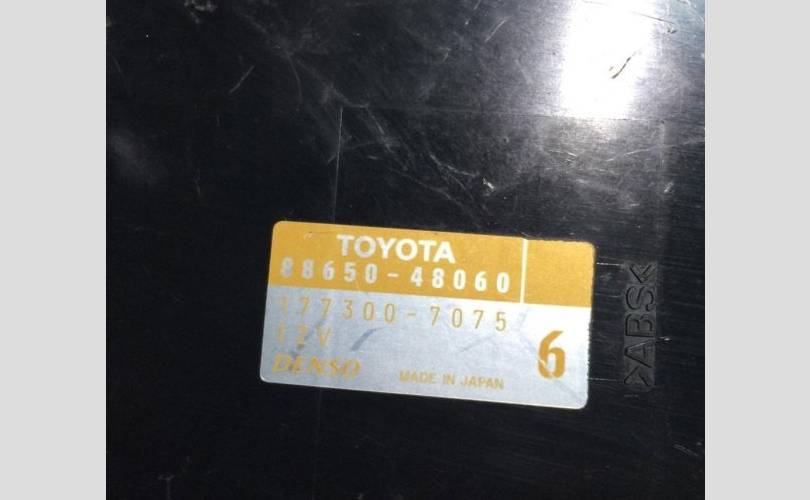 TOYOTA
88650-48060
177300-7075
12V
6
DENSO
MADE IN JAPAN
>ABS<